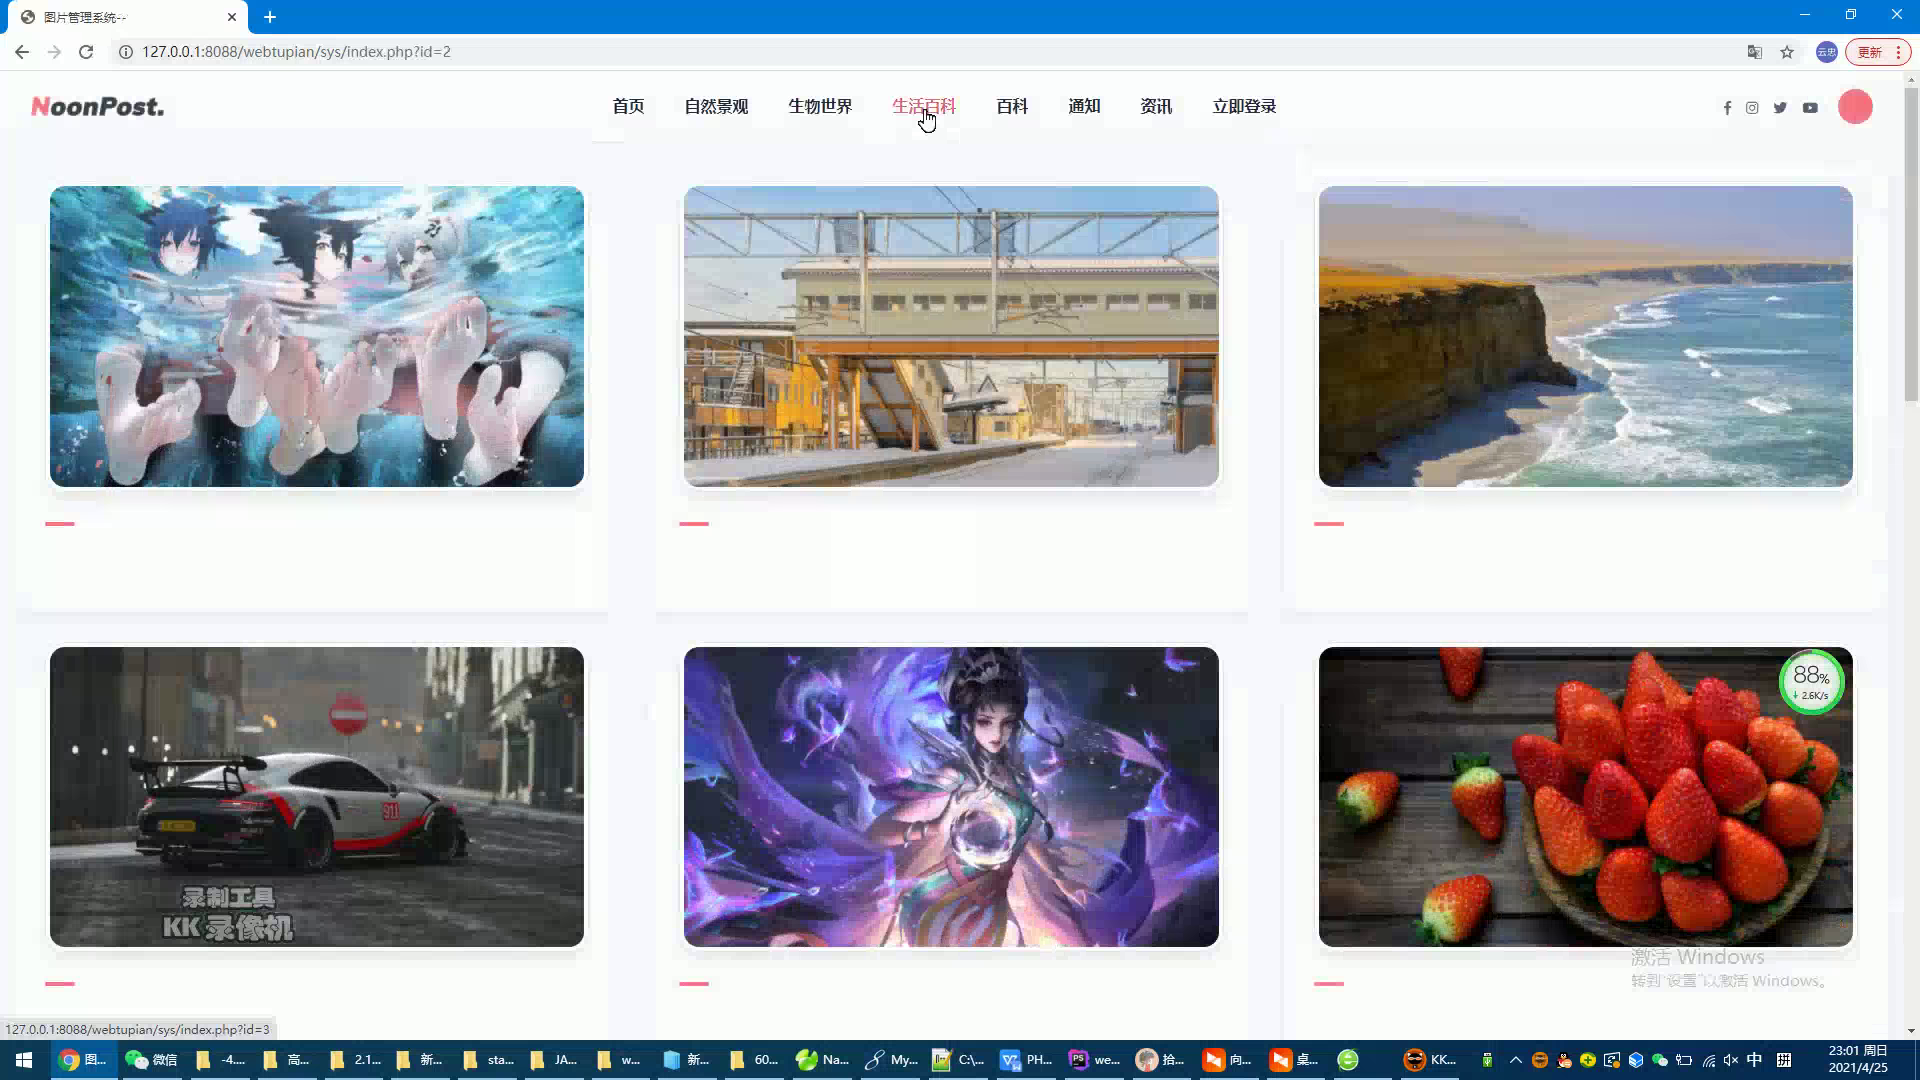 图片管理系统--
127.0.0.1:8088/webtupian/sys/index.php?id=2
云忠
更新
NoonPost.
首页 自然景观 生物世界 生活百科 百科 通知 资讯 立即登录
911
录制工具
KK 录像机
88%
2.6K/s
激活 Windows
转到"设置"以激活 Windows。
127.0.0.1:8088/webtupian/sys/index.php?id=3
图... 微信 -4.... 高... 2.1... 新... sta... JA... w... 新... 60... Na... My... C:\... PH... we... 拾... 向... 桌... KK... 中 拼
23:01 周日
2021/4/25